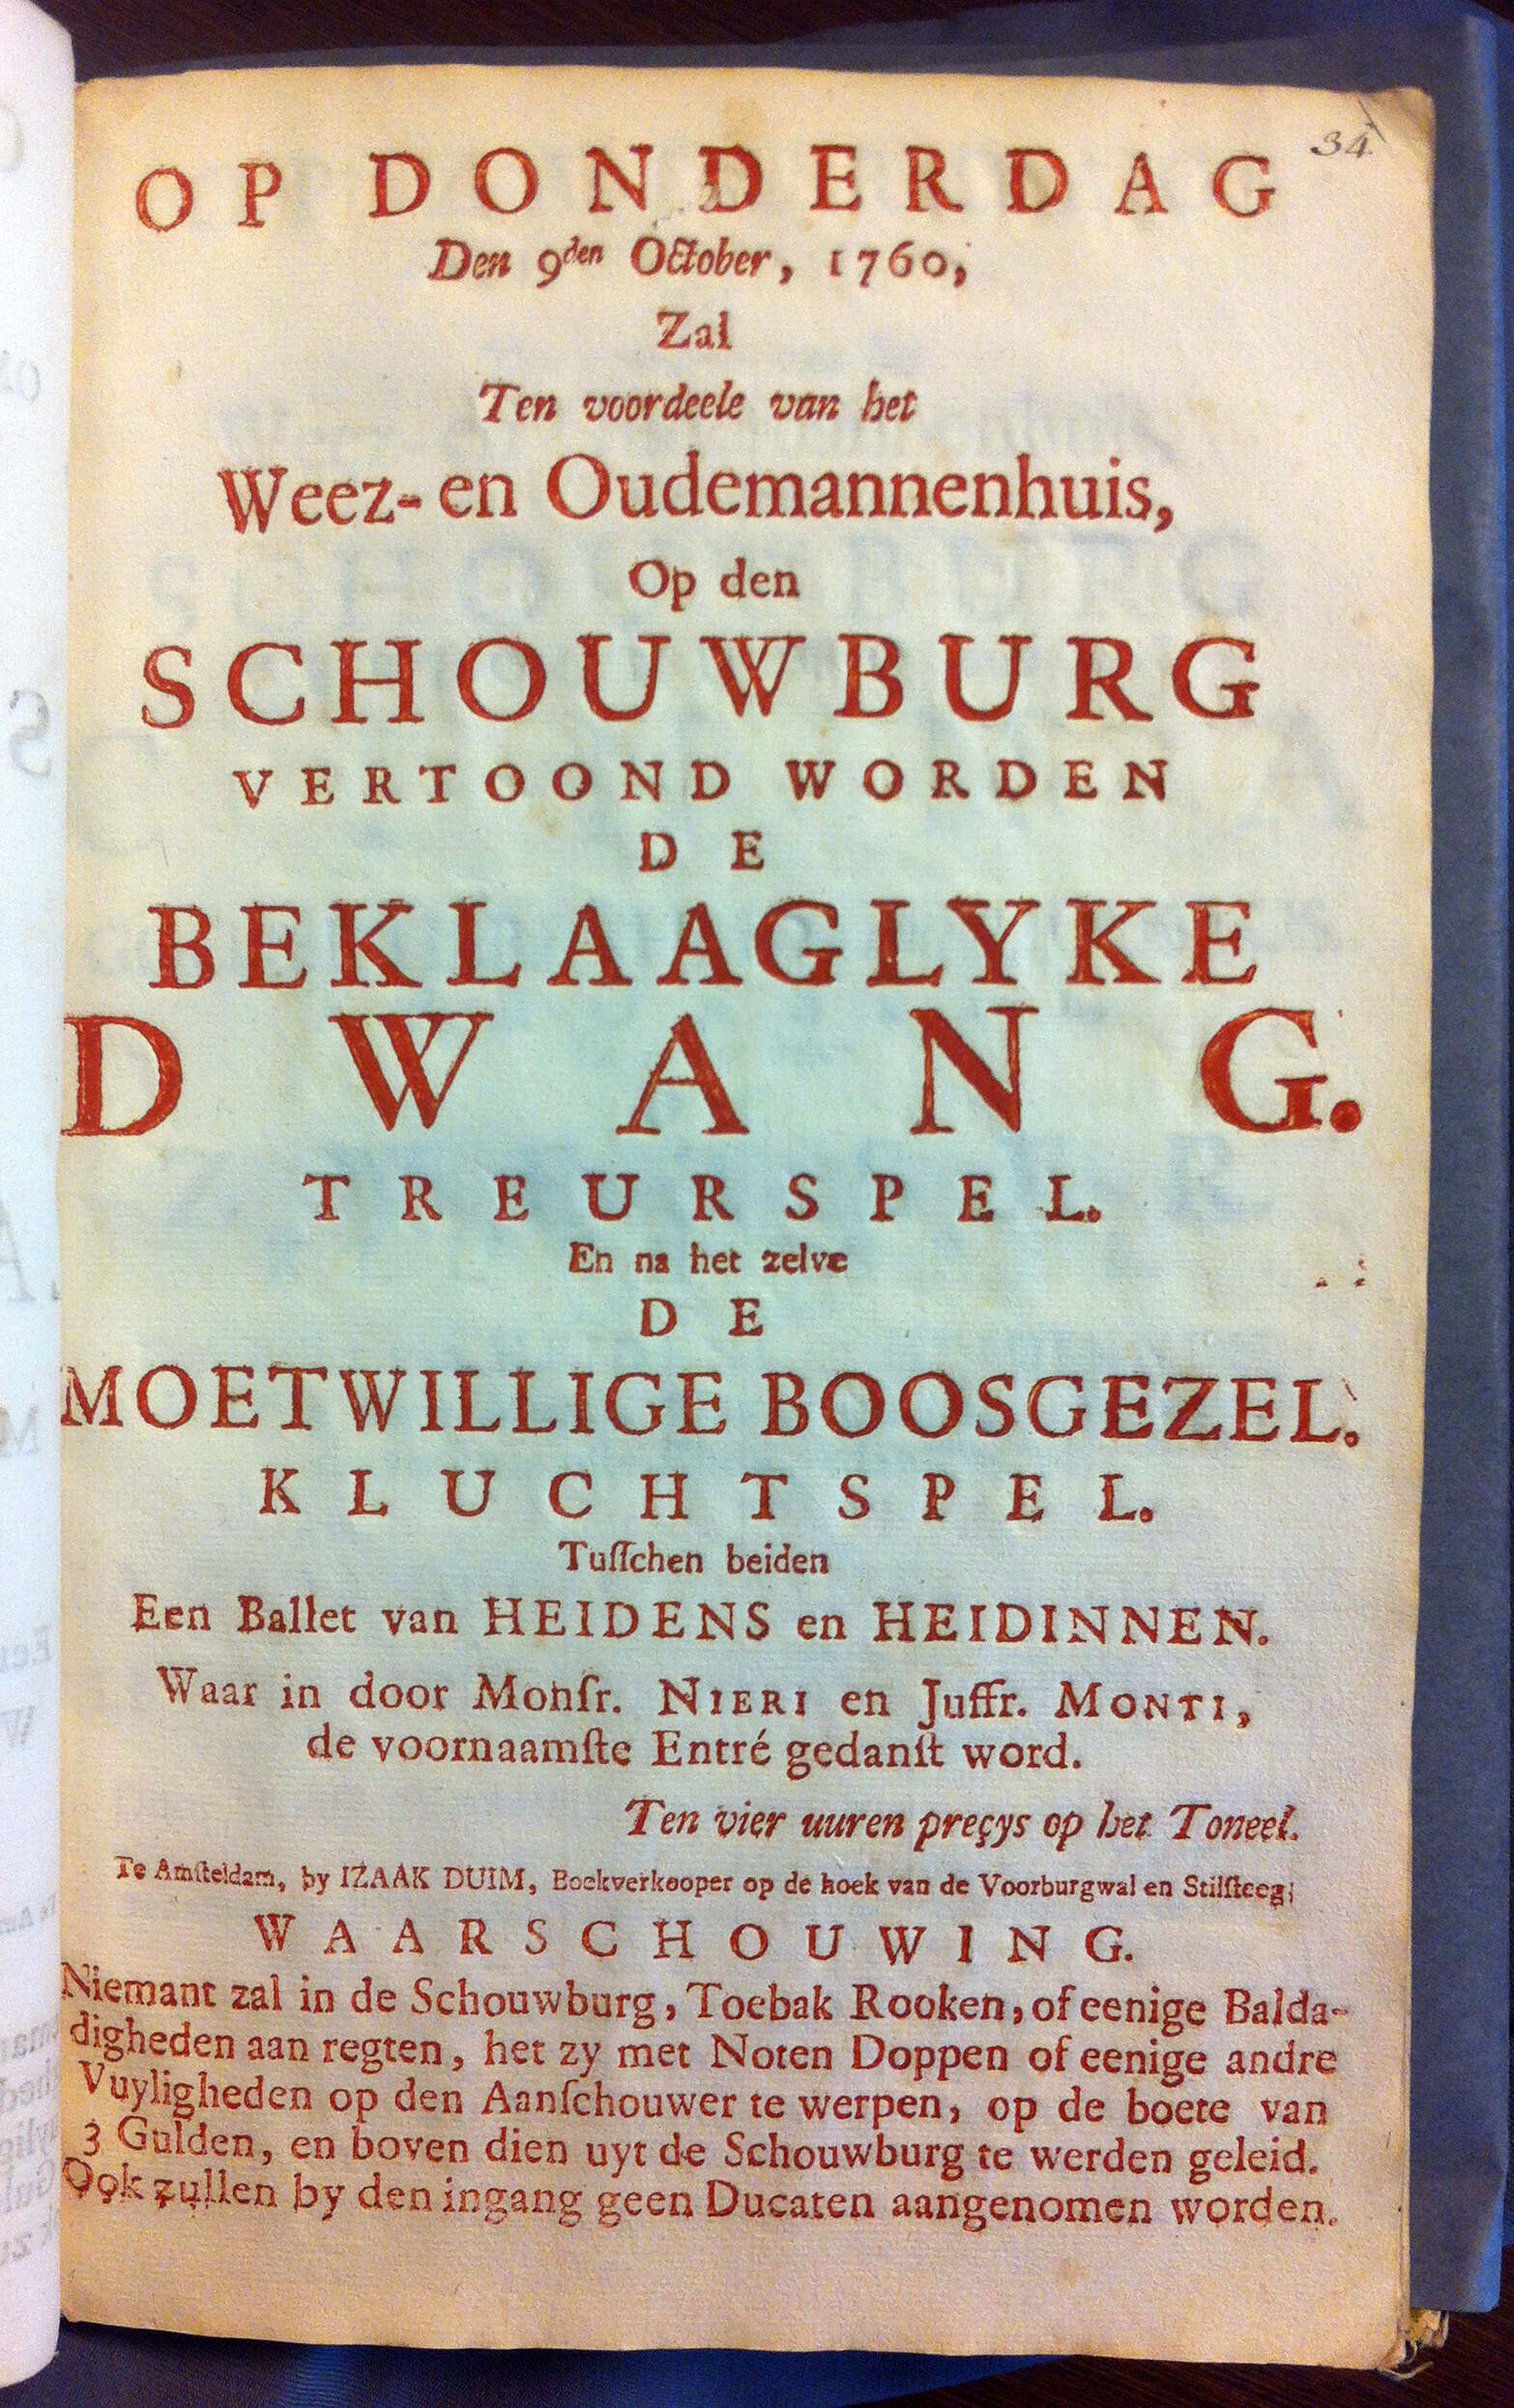 34.
OP DONDERDAG
Den 9den October, 1760,
Zal
Ten voordeele van het
Weez- en Oudemannenhuis,
Op den
SCHOUWBURG
VERTOOND WORDEN
DE
BEKLAAGLYKE
DWANG.
TREURSPEL.
En na het zelve
DE
MOETWILLIGE BOOSGEZEL.
KLUCHTSPEL.
Tuſſchen beiden
Een Ballet van HEIDENS en HEIDINNEN.
Waar in door Monſr. NIERI en Juffr. MONTI,
de voornaamſte Entré gedanſt word.
Ten vier uuren preçys op het Toneel.
Te Amſteldam, by IZAAK DUIM, Boekverkooper op de hoek van de Voorburgwal en Stilſteeg;
WAARSCHOUWING.
Niemant zal in de Schouwburg, Toebak Rooken, of eenige Balda-
digheden aan regten, het zy met Noten Doppen of eenige andre
Vuyligheden op den Aanſchouwer te werpen, op de boete van
3 Gulden, en boven dien uyt de Schouwburg te werden geleid.
Ook zullen by den ingang geen Ducaten aangenomen worden.